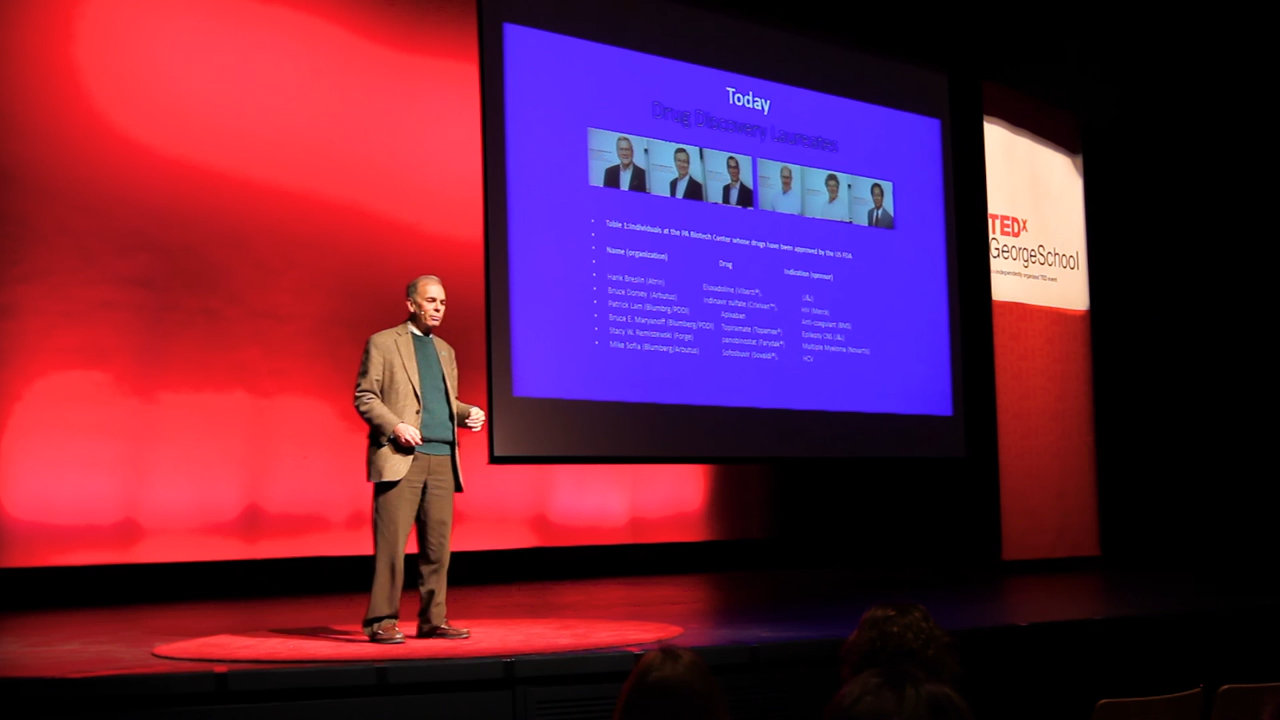 Today
Drug Discovery Laureates
Table 1:Individuals at the PA Biotech Center whose drugs have been approved by the US FDA
Name (organization) Drug Indication (sponsor)
Hank Breslin (Altrin) Eluxadoline (Viberzi™), (J&J)
Bruce Dorsey (Arbutus) Indinavir sulfate (Crixivan™). HIV (Merck)
Patrick Lam (Blumbrg/PDDI) Apixaban Anti-coagulant (BMS)
Bruce E. Maryanoff (Blumberg/PDDI) Topiramate (Topamax®) Epilepsy CNS (J&J)
Stacy W. Remiszewski (Forge) panobinostat (Farydak®) Multiple Myeloma (Novartis)
Mike Sofia (Blumberg/Arbutus) Sofosbuvir (Sovaldi®), HCV
TEDx
GeorgeSchool
independently organized TED event